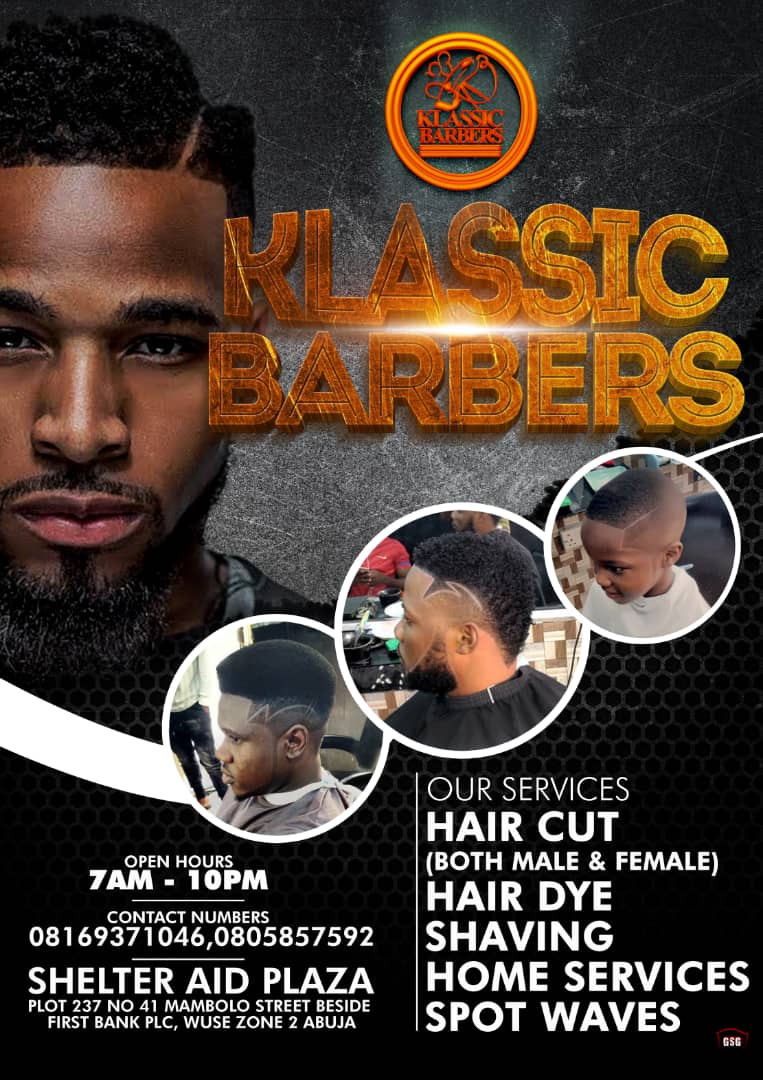 KLASSIC
BARBERS
KLASSIC
BARBERS
OUR SERVICES
HAIR CUT
(BOTH MALE & FEMALE)
HAIR DYE
SHAVING
HOME SERVICES
SPOT WAVES
OPEN HOURS
7AM - 10PM
CONTACT NUMBERS
08169371046,0805857592
SHELTER AID PLAZA
PLOT 237 NO 41 MAMBOLO STREET BESIDE
FIRST BANK PLC, WUSE ZONE 2 ABUJA
GSG